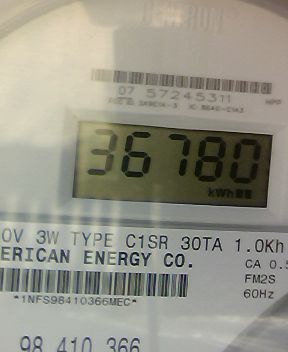 07 57245311
HPP
36780
kWh
0V 3W TYPE C1SR 30TA 1.0Kh
ERICAN ENERGY CO.
CA 0.5
FM2S
60Hz
*1NFS98410366MEC*
98 410 366